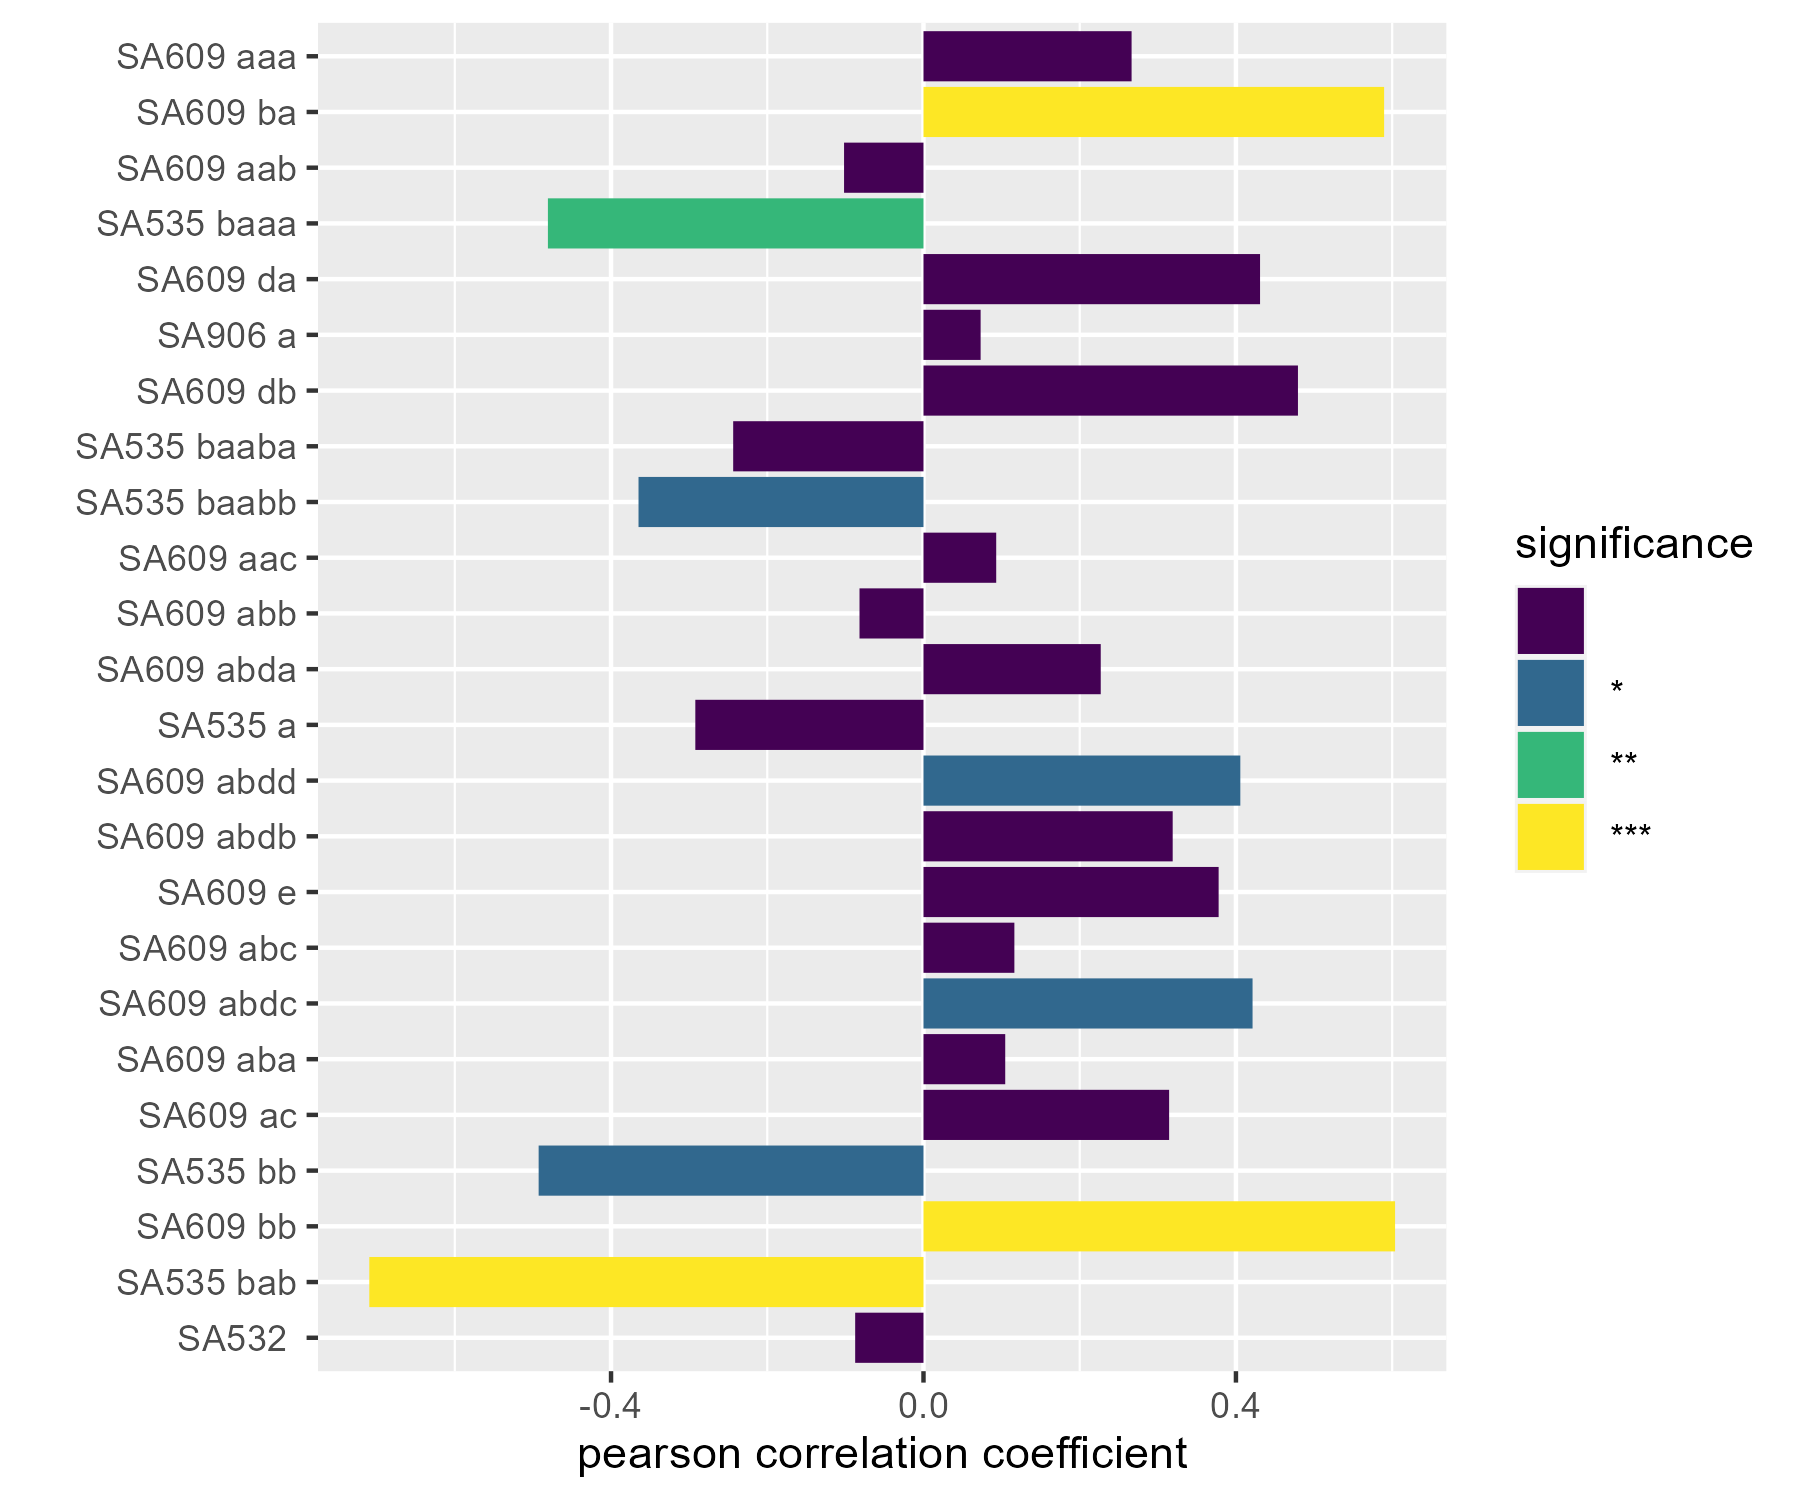 SA609 aaa
SA609 ba
SA609 aab
SA535 baaa
SA609 da
SA906 a
SA609 db
SA535 baaba
SA535 baabb
SA609 aac
SA609 abb
SA609 abda
SA535 a
SA609 abdd
SA609 abdb
SA609 e
SA609 abc
SA609 abdc
SA609 aba
SA609 ac
SA535 bb
SA609 bb
SA535 bab
SA532
-0.4 0.0 0.4
pearson correlation coefficient
significance
*
**
***